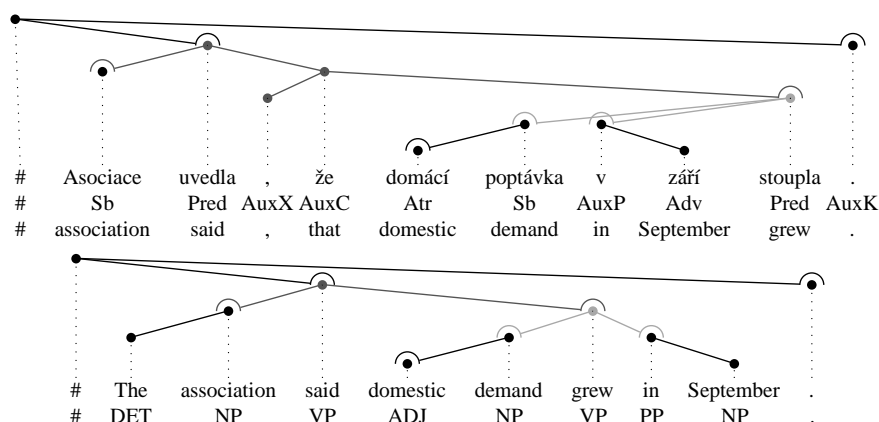 # Asociace uvedla , že domácí poptávka v září stoupla .
# Sb Pred AuxX AuxC Atr Sb AuxP Adv Pred AuxK
# association said , that domestic demand in September grew .
# The association said domestic demand grew in September .
# DET NP VP ADJ NP VP PP NP .